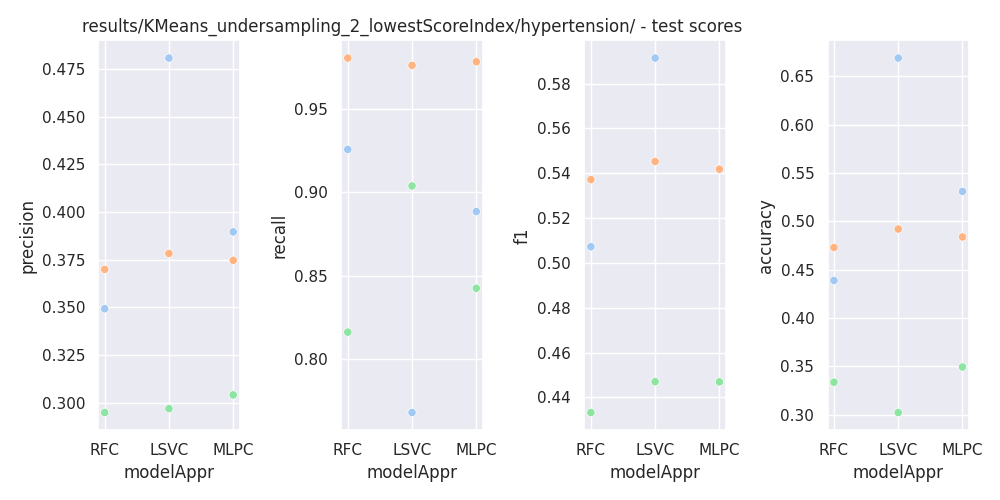 results/KMeans_undersampling_2_lowestScoreIndex/hypertension/ - test scores
precision
0.475
0.450
0.425
0.400
0.375
0.350
0.325
0.300
RFC LSVC MLPC
modelAppr
recall
0.95
0.90
0.85
0.80
RFC LSVC MLPC
modelAppr
f1
0.58
0.56
0.54
0.52
0.50
0.48
0.46
0.44
RFC LSVC MLPC
modelAppr
accuracy
0.65
0.60
0.55
0.50
0.45
0.40
0.35
0.30
RFC LSVC MLPC
modelAppr